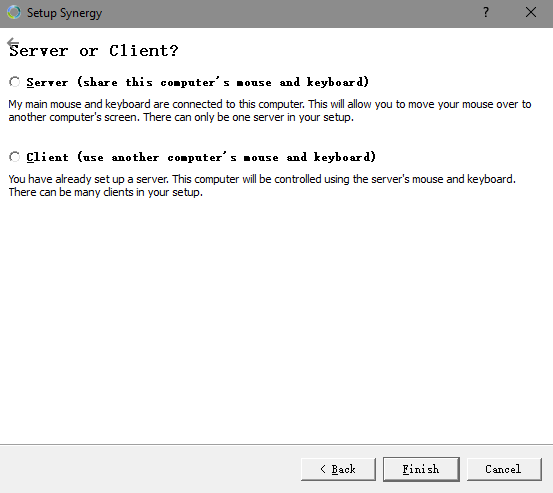 Setup Synergy
?
Server or Client?
Server (share this computer's mouse and keyboard)
My main mouse and keyboard are connected to this computer. This will allow you to move your mouse over to
another computer's screen. There can only be one server in your setup.
Client (use another computer's mouse and keyboard)
You have already set up a server. This computer will be controlled using the server's mouse and keyboard.
There can be many clients in your setup.
< Back
Finish
Cancel